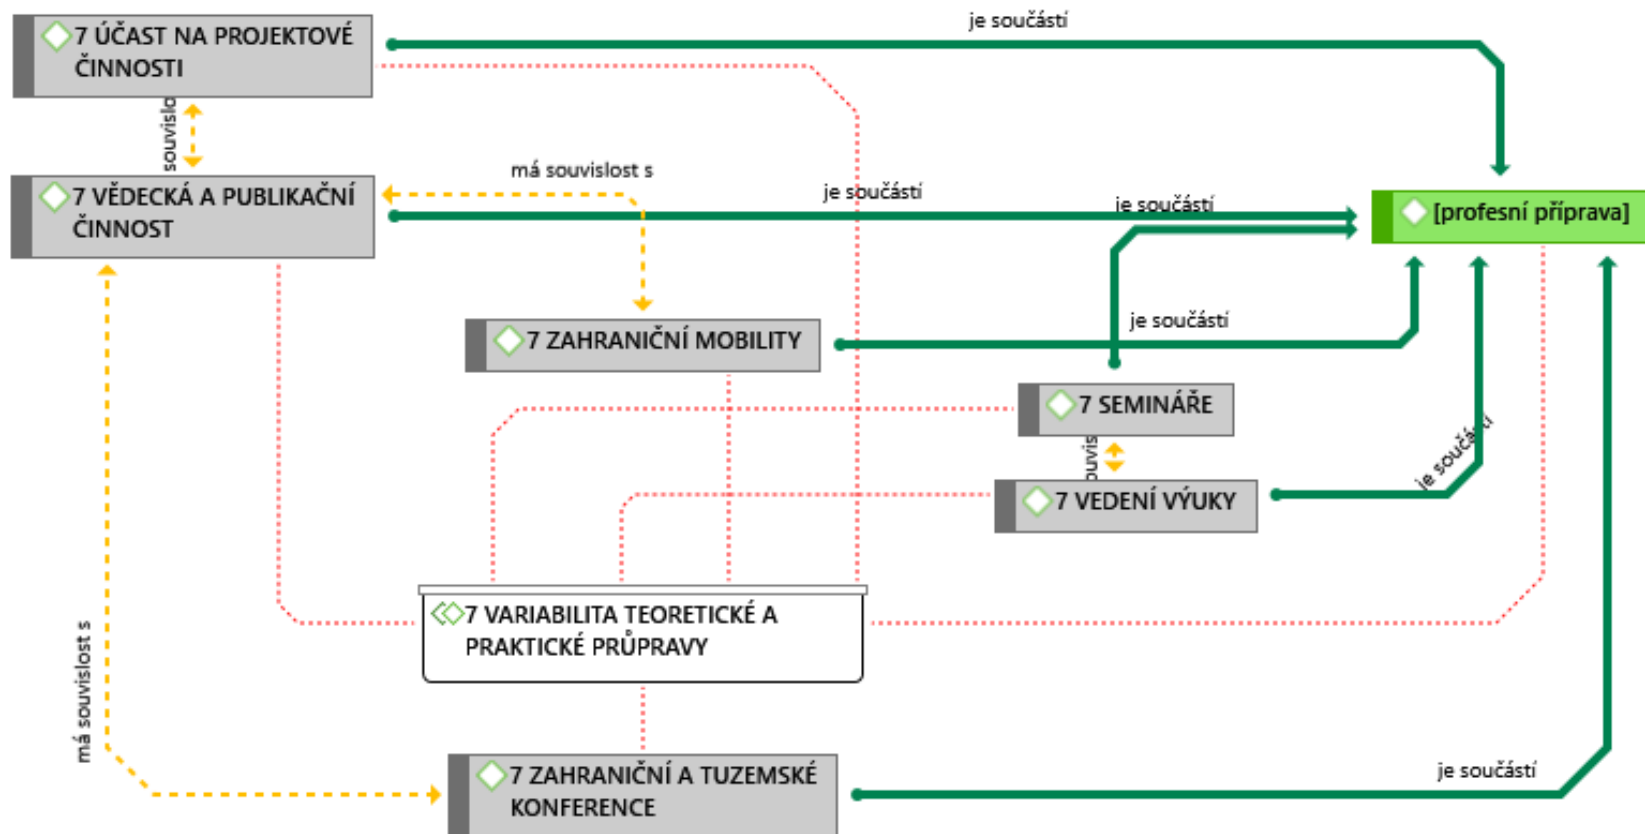 je součástí
7 ÚČAST NA PROJEKTOVÉ
ČINNOSTI
má souvislost s
7 VĚDECKÁ A PUBLIKAČNÍ
ČINNOST
je součástí
je součástí
[profesní příprava]
je součástí
7 ZAHRANIČNÍ MOBILITY
7 SEMINÁŘE
je součástí
7 VEDENÍ VÝUKY
7 VARIABILITA TEORETICKÉ A
PRAKTICKÉ PRŮPRAVY
má souvislost s
7 ZAHRANIČNÍ A TUZEMSKÉ
KONFERENCE
je součástí